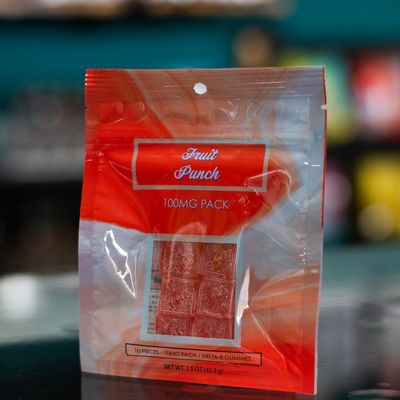 Fruit
Punch
100MG PACK
10 PIECES - 10MG EACH / DELTA-8 GUMMIES
NET WT. 1.5 OZ (42.5g)